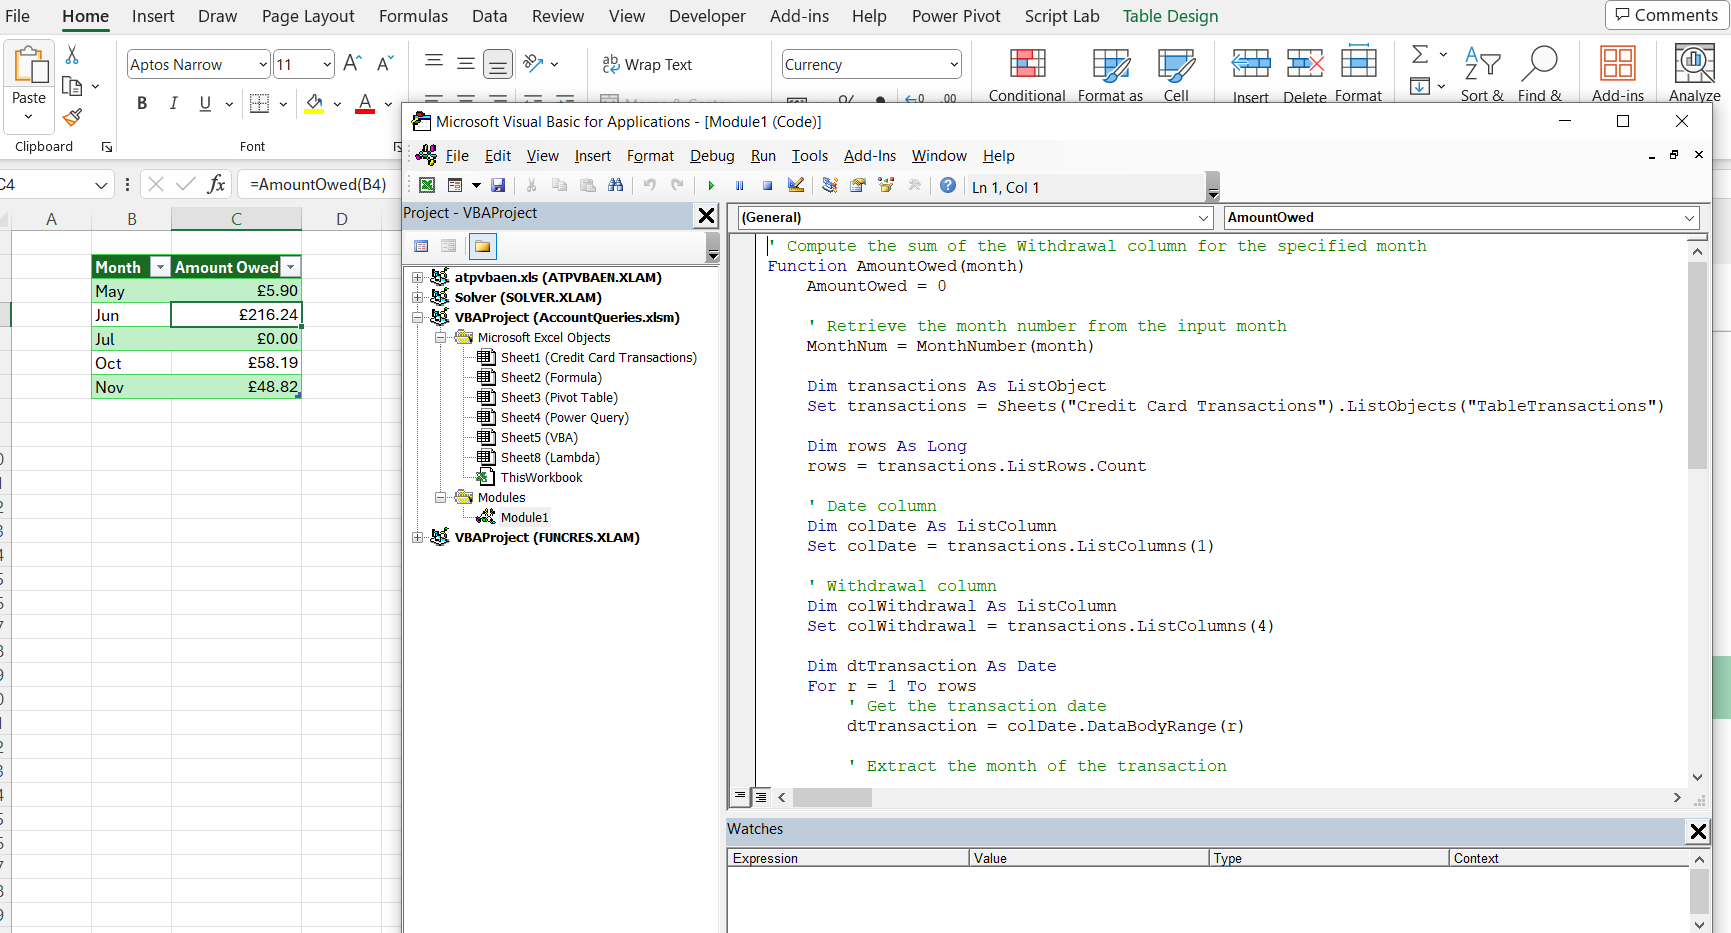 File Home Insert Draw Page Layout Formulas Data Review View Developer Add-ins Help Power Pivot Script Lab Table Design Comments
Aptos Narrow 11 Wrap Text Currency
Paste Conditional Format as Cell Insert Delete Format Sort & Find & Add-ins Analyze
B I U A
Clipboard Font
C4 fx =AmountOwed(B4)
A B C D
Month Amount Owed
May £5.90
Jun £216.24
Jul £0.00
Oct £58.19
Nov £48.82
Microsoft Visual Basic for Applications - [Module1 (Code)]
File Edit View Insert Format Debug Run Tools Add-Ins Window Help
Ln 1, Col 1
Project - VBAProject
atpvbaen.xls (ATPVBAEN.XLAM)
Solver (SOLVER.XLAM)
VBAProject (AccountQueries.xlsm)
Microsoft Excel Objects
Sheet1 (Credit Card Transactions)
Sheet2 (Formula)
Sheet3 (Pivot Table)
Sheet4 (Power Query)
Sheet5 (VBA)
Sheet8 (Lambda)
ThisWorkbook
Modules
Module1
VBAProject (FUNCRES.XLAM)
(General) AmountOwed
' Compute the sum of the Withdrawal column for the specified month
Function AmountOwed(month)
AmountOwed = 0
' Retrieve the month number from the input month
MonthNum = MonthNumber(month)
Dim transactions As ListObject
Set transactions = Sheets("Credit Card Transactions").ListObjects("TableTransactions")
Dim rows As Long
rows = transactions.ListRows.Count
' Date column
Dim colDate As ListColumn
Set colDate = transactions.ListColumns(1)
' Withdrawal column
Dim colWithdrawal As ListColumn
Set colWithdrawal = transactions.ListColumns(4)
Dim dtTransaction As Date
For r = 1 To rows
' Get the transaction date
dtTransaction = colDate.DataBodyRange(r)
' Extract the month of the transaction
Watches
Expression Value Type Context